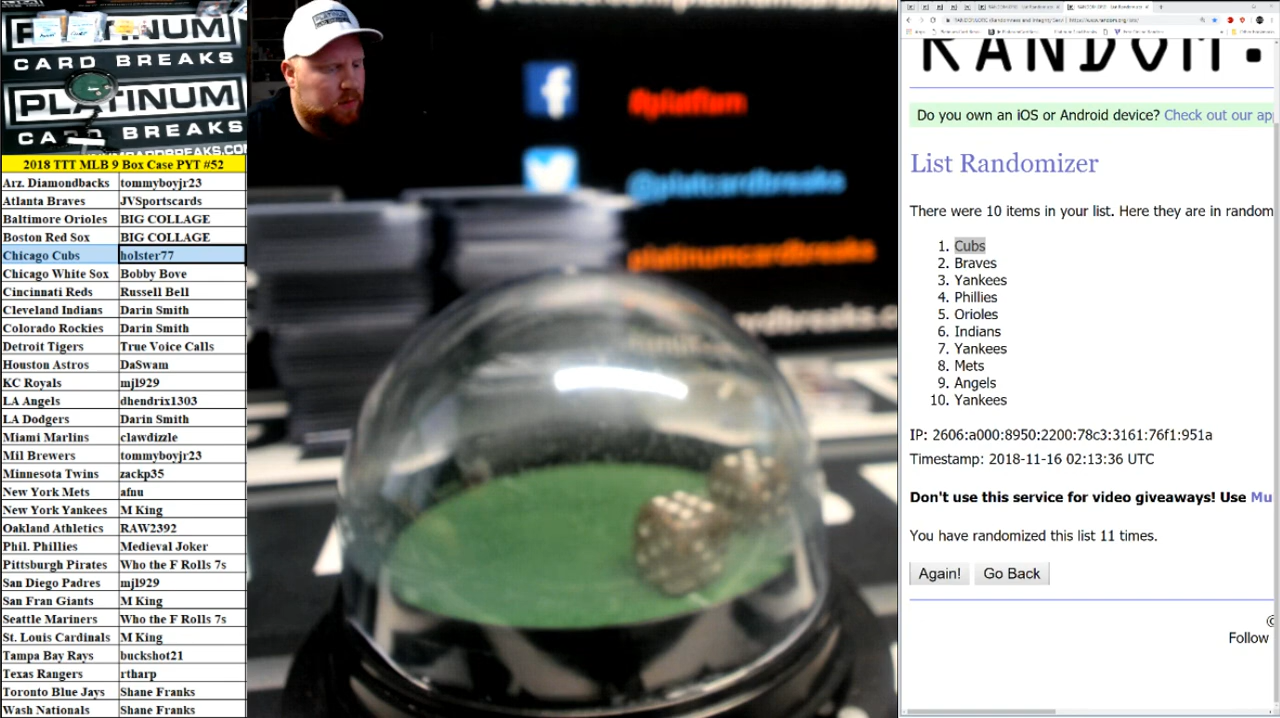 PLATINUM
CARD BREAKS
PLATINUM
CARD BREAKS
2018 TTT MLB 9 Box Case PYT #52
Arz. Diamondbacks tommyboyjr23
Atlanta Braves JVSportscards
Baltimore Orioles BIG COLLAGE
Boston Red Sox BIG COLLAGE
Chicago Cubs holster77
Chicago White Sox Bobby Bove
Cincinnati Reds Russell Bell
Cleveland Indians Darin Smith
Colorado Rockies Darin Smith
Detroit Tigers True Voice Calls
Houston Astros DaSwam
KC Royals mjl929
LA Angels dhendrix1303
LA Dodgers Darin Smith
Miami Marlins clawdizzle
Mil Brewers tommyboyjr23
Minnesota Twins zackp35
New York Mets afnu
New York Yankees M King
Oakland Athletics RAW2392
Phil. Phillies Medieval Joker
Pittsburgh Pirates Who the F Rolls 7s
San Diego Padres mjl929
San Fran Giants M King
Seattle Mariners Who the F Rolls 7s
St. Louis Cardinals M King
Tampa Bay Rays buckshot21
Texas Rangers rtharp
Toronto Blue Jays Shane Franks
Wash Nationals Shane Franks
PLATINUM
#platfam
@platcardbreaks
platinumcardbreaks
RANDOM.
Do you own an iOS or Android device? Check out our ap
List Randomizer
There were 10 items in your list. Here they are in random
1. Cubs
2. Braves
3. Yankees
4. Phillies
5. Orioles
6. Indians
7. Yankees
8. Mets
9. Angels
10. Yankees
IP: 2606:a000:8950:2200:78c3:3161:76f1:951a
Timestamp: 2018-11-16 02:13:36 UTC
Don't use this service for video giveaways! Use Mu
You have randomized this list 11 times.
Again! Go Back
©
Follow